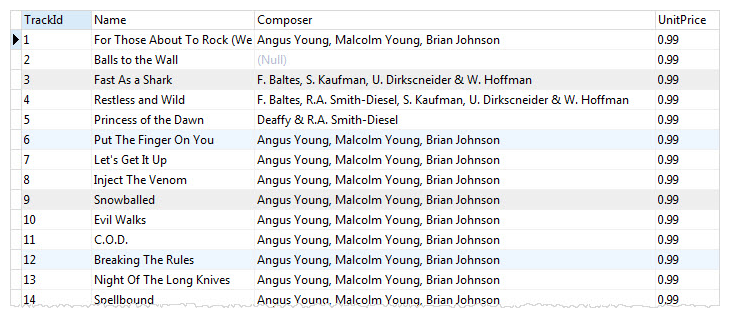 TrackId Name Composer UnitPrice
1 For Those About To Rock (We Angus Young, Malcolm Young, Brian Johnson 0.99
2 Balls to the Wall (Null) 0.99
3 Fast As a Shark F. Baltes, S. Kaufman, U. Dirkscneider & W. Hoffman 0.99
4 Restless and Wild F. Baltes, R.A. Smith-Diesel, S. Kaufman, U. Dirkscneider & W. Hoffman 0.99
5 Princess of the Dawn Deaffy & R.A. Smith-Diesel 0.99
6 Put The Finger On You Angus Young, Malcolm Young, Brian Johnson 0.99
7 Let's Get It Up Angus Young, Malcolm Young, Brian Johnson 0.99
8 Inject The Venom Angus Young, Malcolm Young, Brian Johnson 0.99
9 Snowballed Angus Young, Malcolm Young, Brian Johnson 0.99
10 Evil Walks Angus Young, Malcolm Young, Brian Johnson 0.99
11 C.O.D. Angus Young, Malcolm Young, Brian Johnson 0.99
12 Breaking The Rules Angus Young, Malcolm Young, Brian Johnson 0.99
13 Night Of The Long Knives Angus Young, Malcolm Young, Brian Johnson 0.99
14 Spellbound Angus Young, Malcolm Young, Brian Johnson 0.99